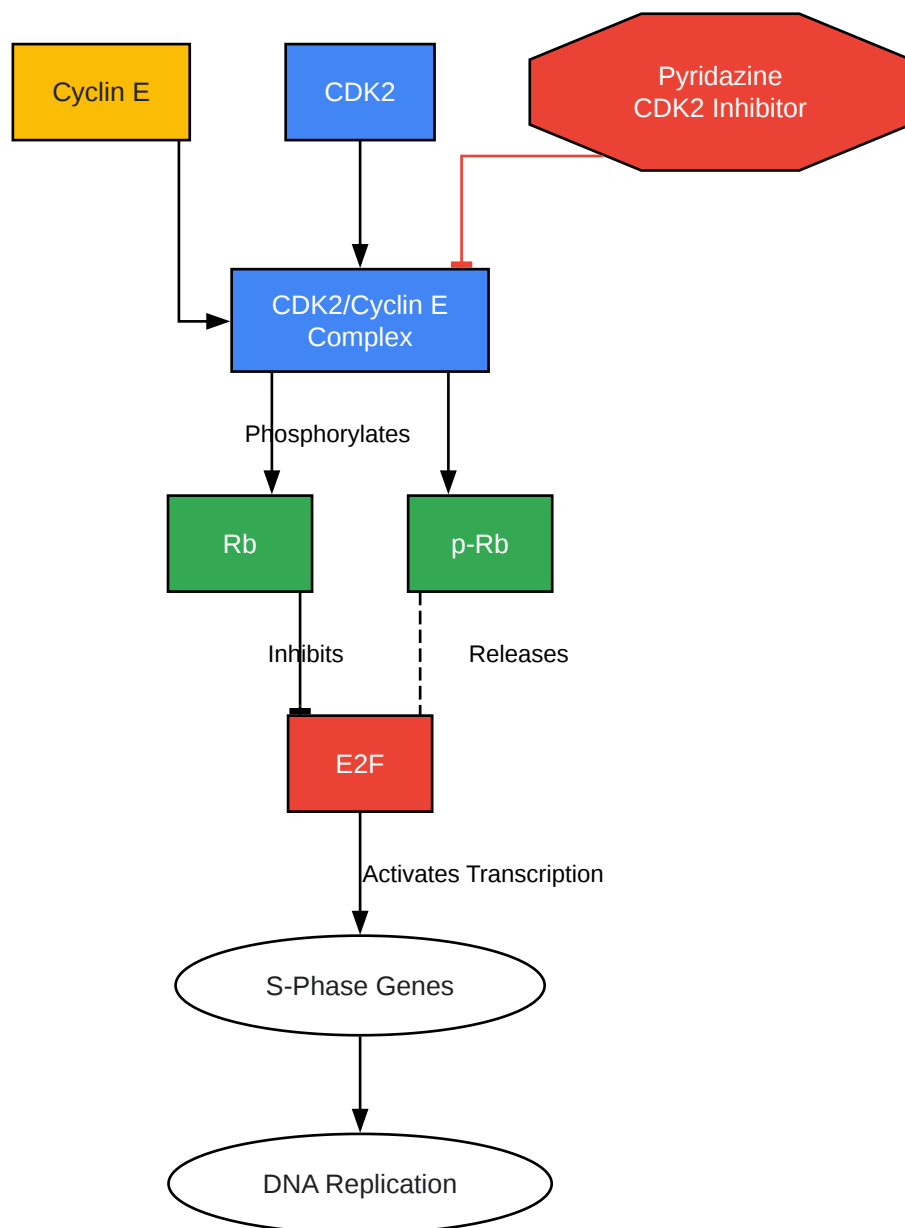 Cyclin E
CDK2
Pyridazine
CDK2 Inhibitor
CDK2/Cyclin E
Complex
Phosphorylates
Rb
p-Rb
Inhibits
Releases
E2F
Activates Transcription
S-Phase Genes
DNA Replication